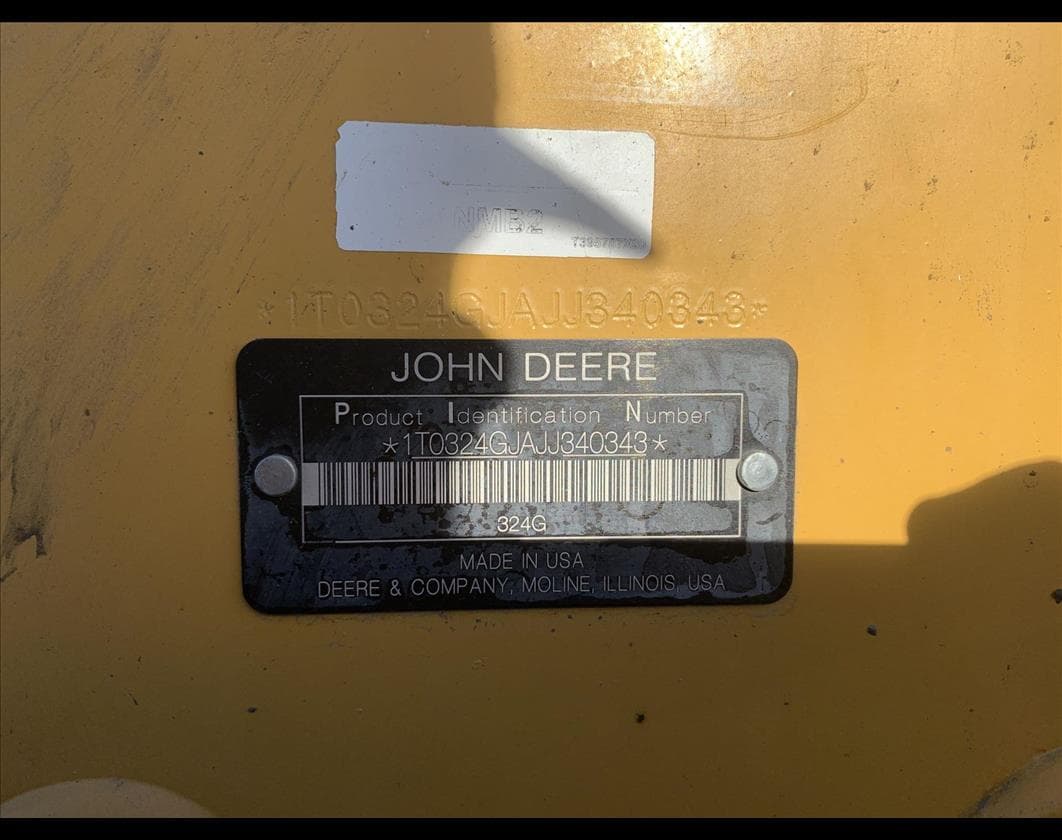 NMB2
*1T0324GJAJJ340343*
JOHN DEERE
Product Identification Number
*1T0324GJAJJ340343*
324G
MADE IN USA
DEERE & COMPANY, MOLINE, ILLINOIS, USA